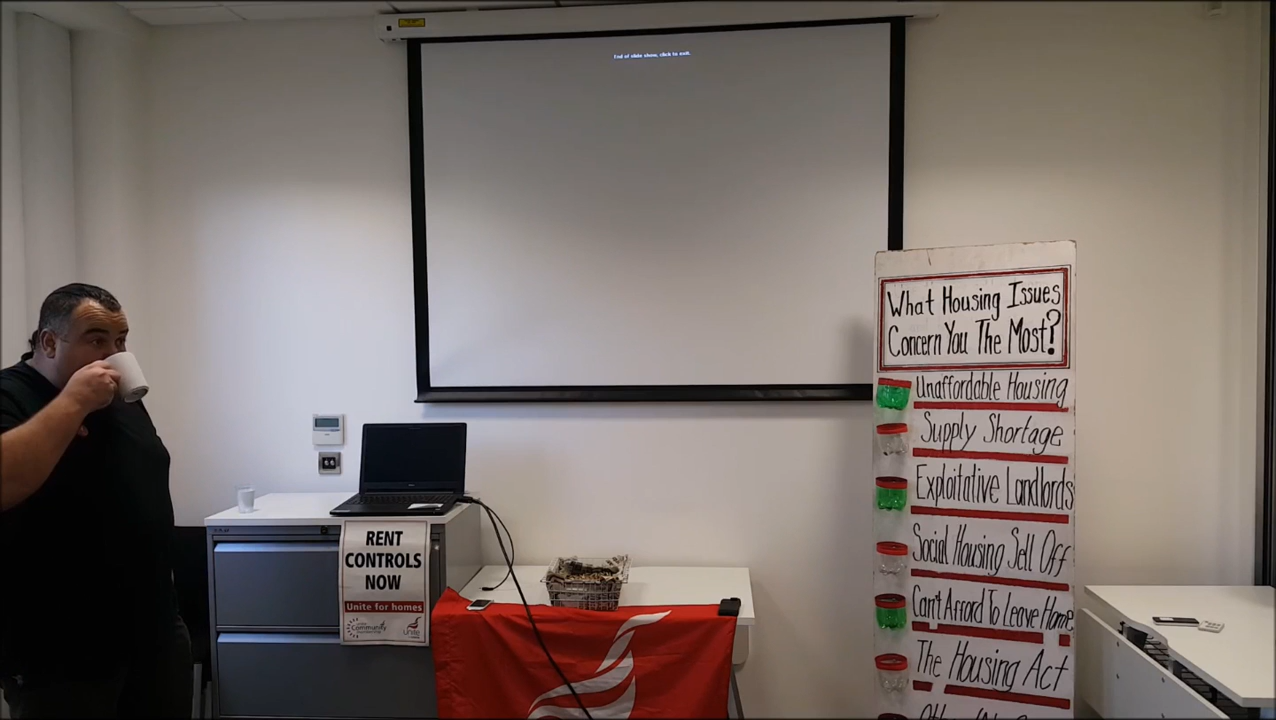 End of slide show, click to exit.
What Housing Issues
Concern You The Most?
Unaffordable Housing
Supply Shortage
Exploitative Landlords
Social Housing Sell Off
Can't Afford To Leave Home
The Housing Act
RENT
CONTROLS
NOW
Unite for homes
Community
unite